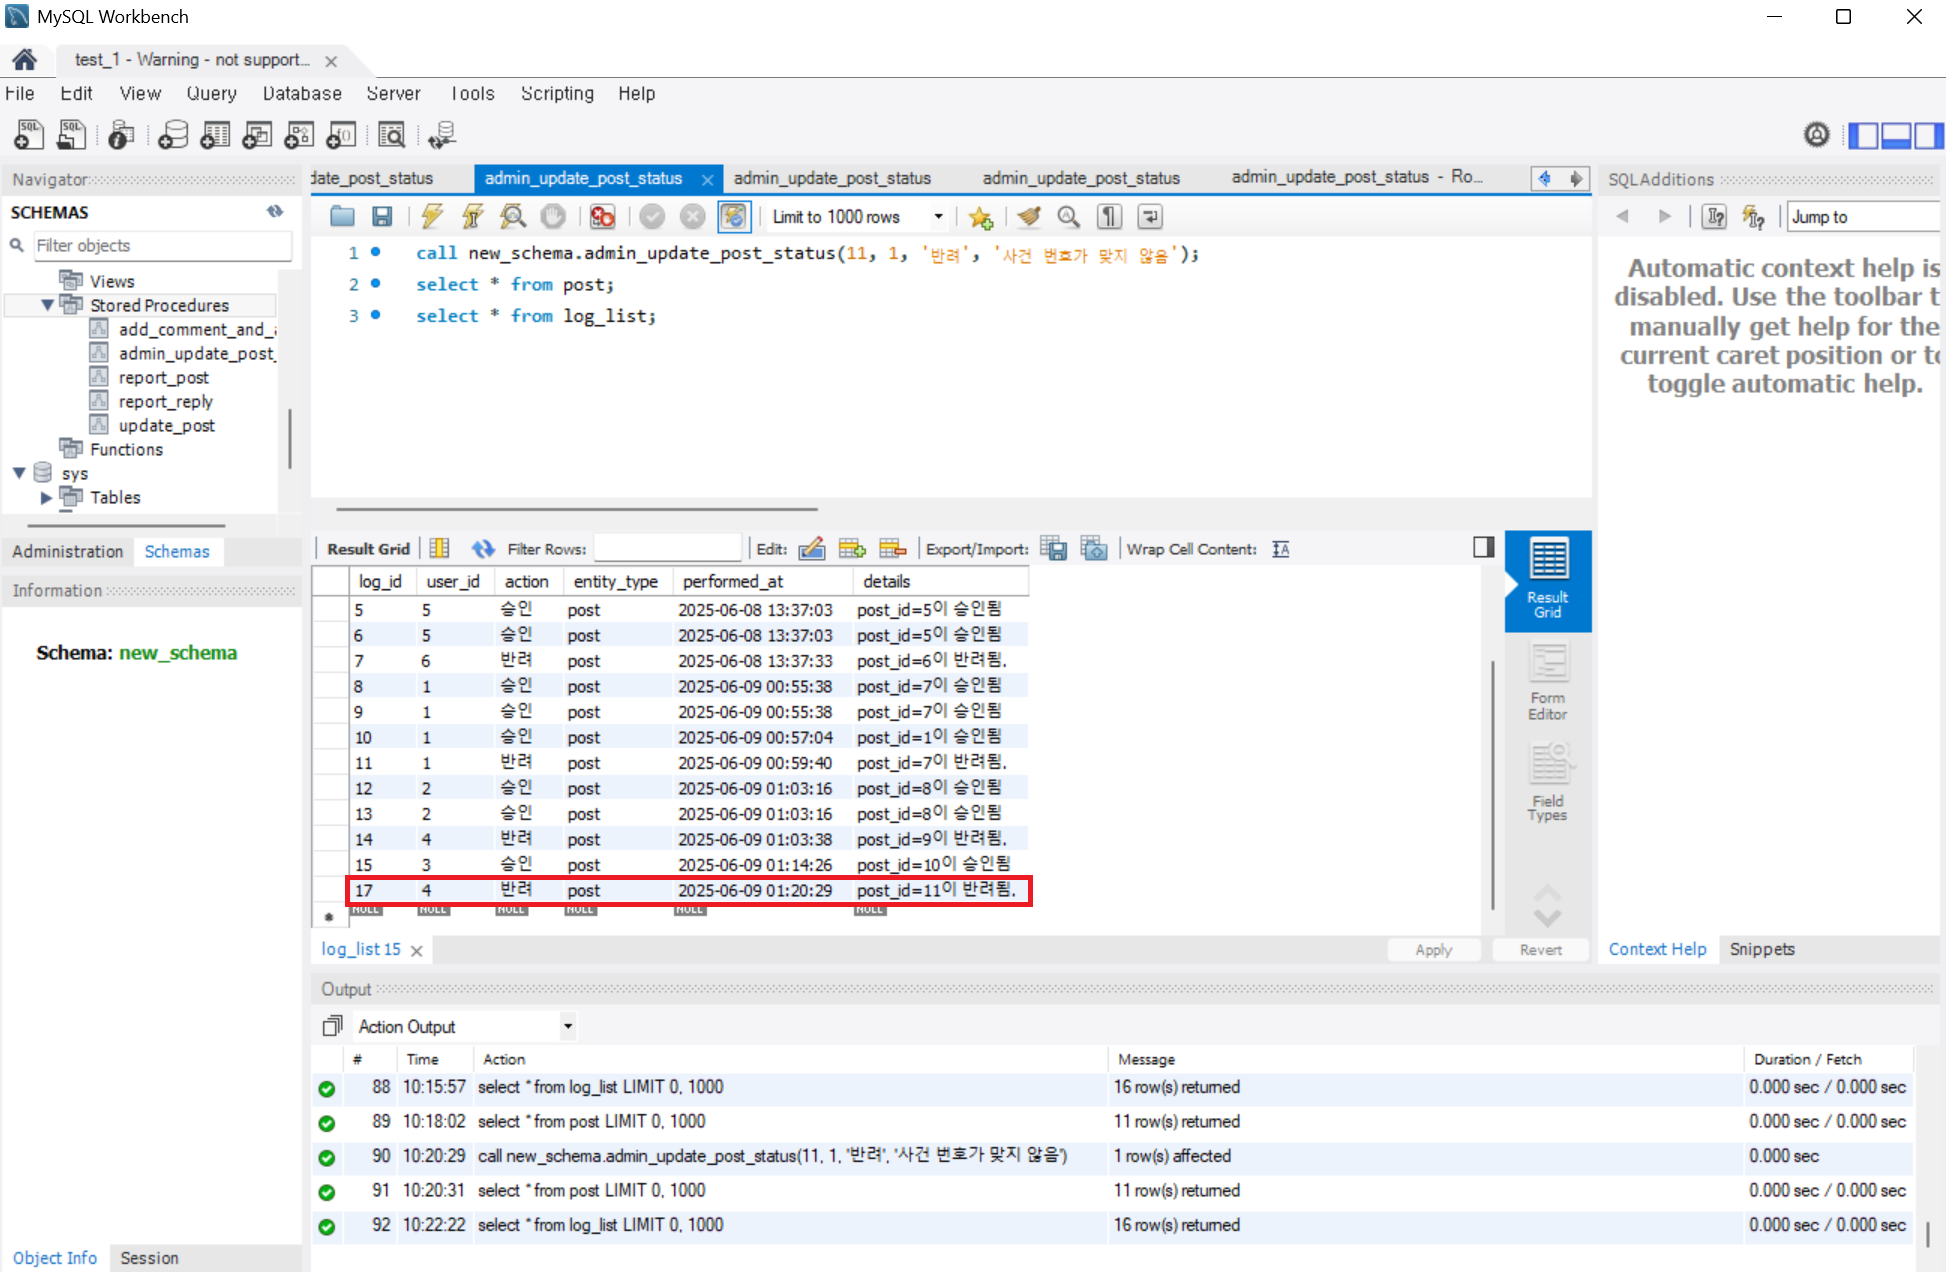 MySQL Workbench
test_1 - Warning - not support...
File Edit View Query Database Server Tools Scripting Help
Navigator
SCHEMAS
Filter objects
Views
Stored Procedures
add_comment_and_
admin_update_post_
report_post
report_reply
update_post
Functions
sys
Tables
Administration Schemas
Information
Schema: new_schema
Object Info Session
date_post_status admin_update_post_status admin_update_post_status admin_update_post_status admin_update_post_status - Ro...
Limit to 1000 rows
1 call new_schema.admin_update_post_status(11, 1, '반려', '사건 번호가 맞지 않음');
2 select * from post;
3 select * from log_list;
SQLAdditions
Jump to
Automatic context help is
disabled. Use the toolbar t
manually get help for the
current caret position or to
toggle automatic help.
Result Grid Filter Rows: Edit: Export/Import: Wrap Cell Content:
log_id user_id action entity_type performed_at details
5 5 승인 post 2025-06-08 13:37:03 post_id=5이 승인됨
6 5 승인 post 2025-06-08 13:37:03 post_id=5이 승인됨
7 6 반려 post 2025-06-08 13:37:33 post_id=6이 반려됨.
8 1 승인 post 2025-06-09 00:55:38 post_id=7이 승인됨
9 1 승인 post 2025-06-09 00:55:38 post_id=7이 승인됨
10 1 승인 post 2025-06-09 00:57:04 post_id=1이 승인됨
11 1 반려 post 2025-06-09 00:59:40 post_id=7이 반려됨.
12 2 승인 post 2025-06-09 01:03:16 post_id=8이 승인됨
13 2 승인 post 2025-06-09 01:03:16 post_id=8이 승인됨
14 4 반려 post 2025-06-09 01:03:38 post_id=9이 반려됨.
15 3 승인 post 2025-06-09 01:14:26 post_id=10이 승인됨
17 4 반려 post 2025-06-09 01:20:29 post_id=11이 반려됨.
NULL NULL NULL NULL NULL NULL
Result
Grid
Form
Editor
Field
Types
log_list 15
Apply Revert
Context Help Snippets
Output
Action Output
# Time Action Message Duration / Fetch
88 10:15:57 select * from log_list LIMIT 0, 1000 16 row(s) returned 0.000 sec / 0.000 sec
89 10:18:02 select * from post LIMIT 0, 1000 11 row(s) returned 0.000 sec / 0.000 sec
90 10:20:29 call new_schema.admin_update_post_status(11, 1, '반려', '사건 번호가 맞지 않음') 1 row(s) affected 0.000 sec
91 10:20:31 select * from post LIMIT 0, 1000 11 row(s) returned 0.000 sec / 0.000 sec
92 10:22:22 select * from log_list LIMIT 0, 1000 16 row(s) returned 0.000 sec / 0.000 sec